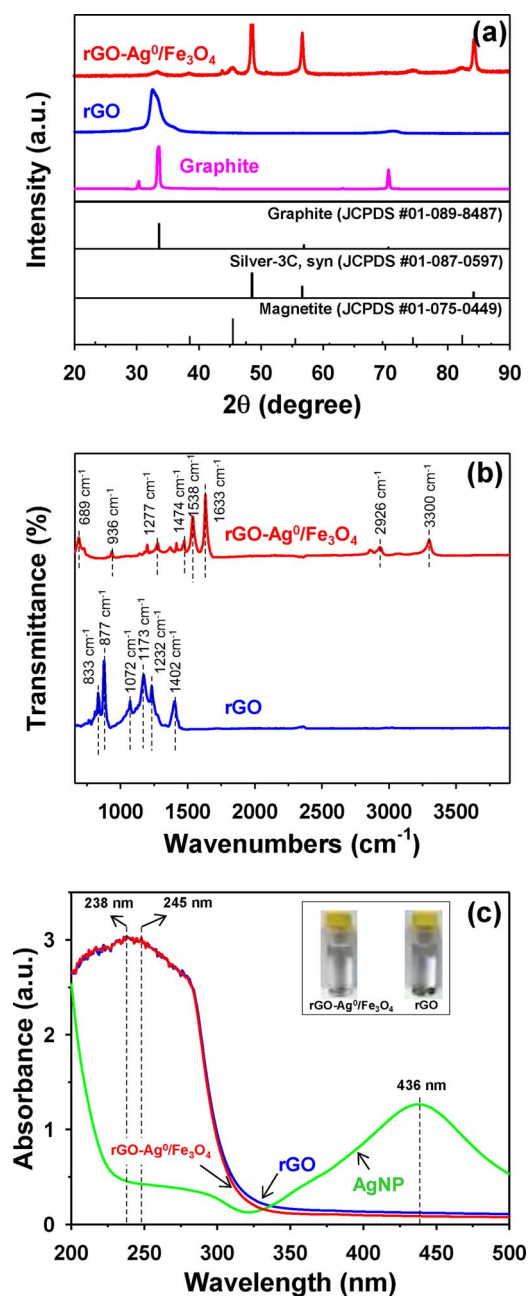 (a)
rGO-Ag⁰/Fe₃O₄
rGO
Graphite
Graphite (JCPDS #01-089-8487)
Silver-3C, syn (JCPDS #01-087-0597)
Magnetite (JCPDS #01-075-0449)
Intensity (a.u.)
20 30 40 50 60 70 80 90
2θ (degree)
(b)
689 cm⁻¹
936 cm⁻¹
1277 cm⁻¹
1474 cm⁻¹
1538 cm⁻¹
1633 cm⁻¹
2926 cm⁻¹
3300 cm⁻¹
rGO-Ag⁰/Fe₃O₄
833 cm⁻¹
877 cm⁻¹
1072 cm⁻¹
1173 cm⁻¹
1232 cm⁻¹
1402 cm⁻¹
rGO
Transmittance (%)
1000 1500 2000 2500 3000 3500
Wavenumbers (cm⁻¹)
(c)
238 nm
245 nm
rGO-Ag⁰/Fe₃O₄
rGO
436 nm
rGO-Ag⁰/Fe₃O₄
rGO
AgNP
Absorbance (a.u.)
3
2
1
0
200 250 300 350 400 450 500
Wavelength (nm)